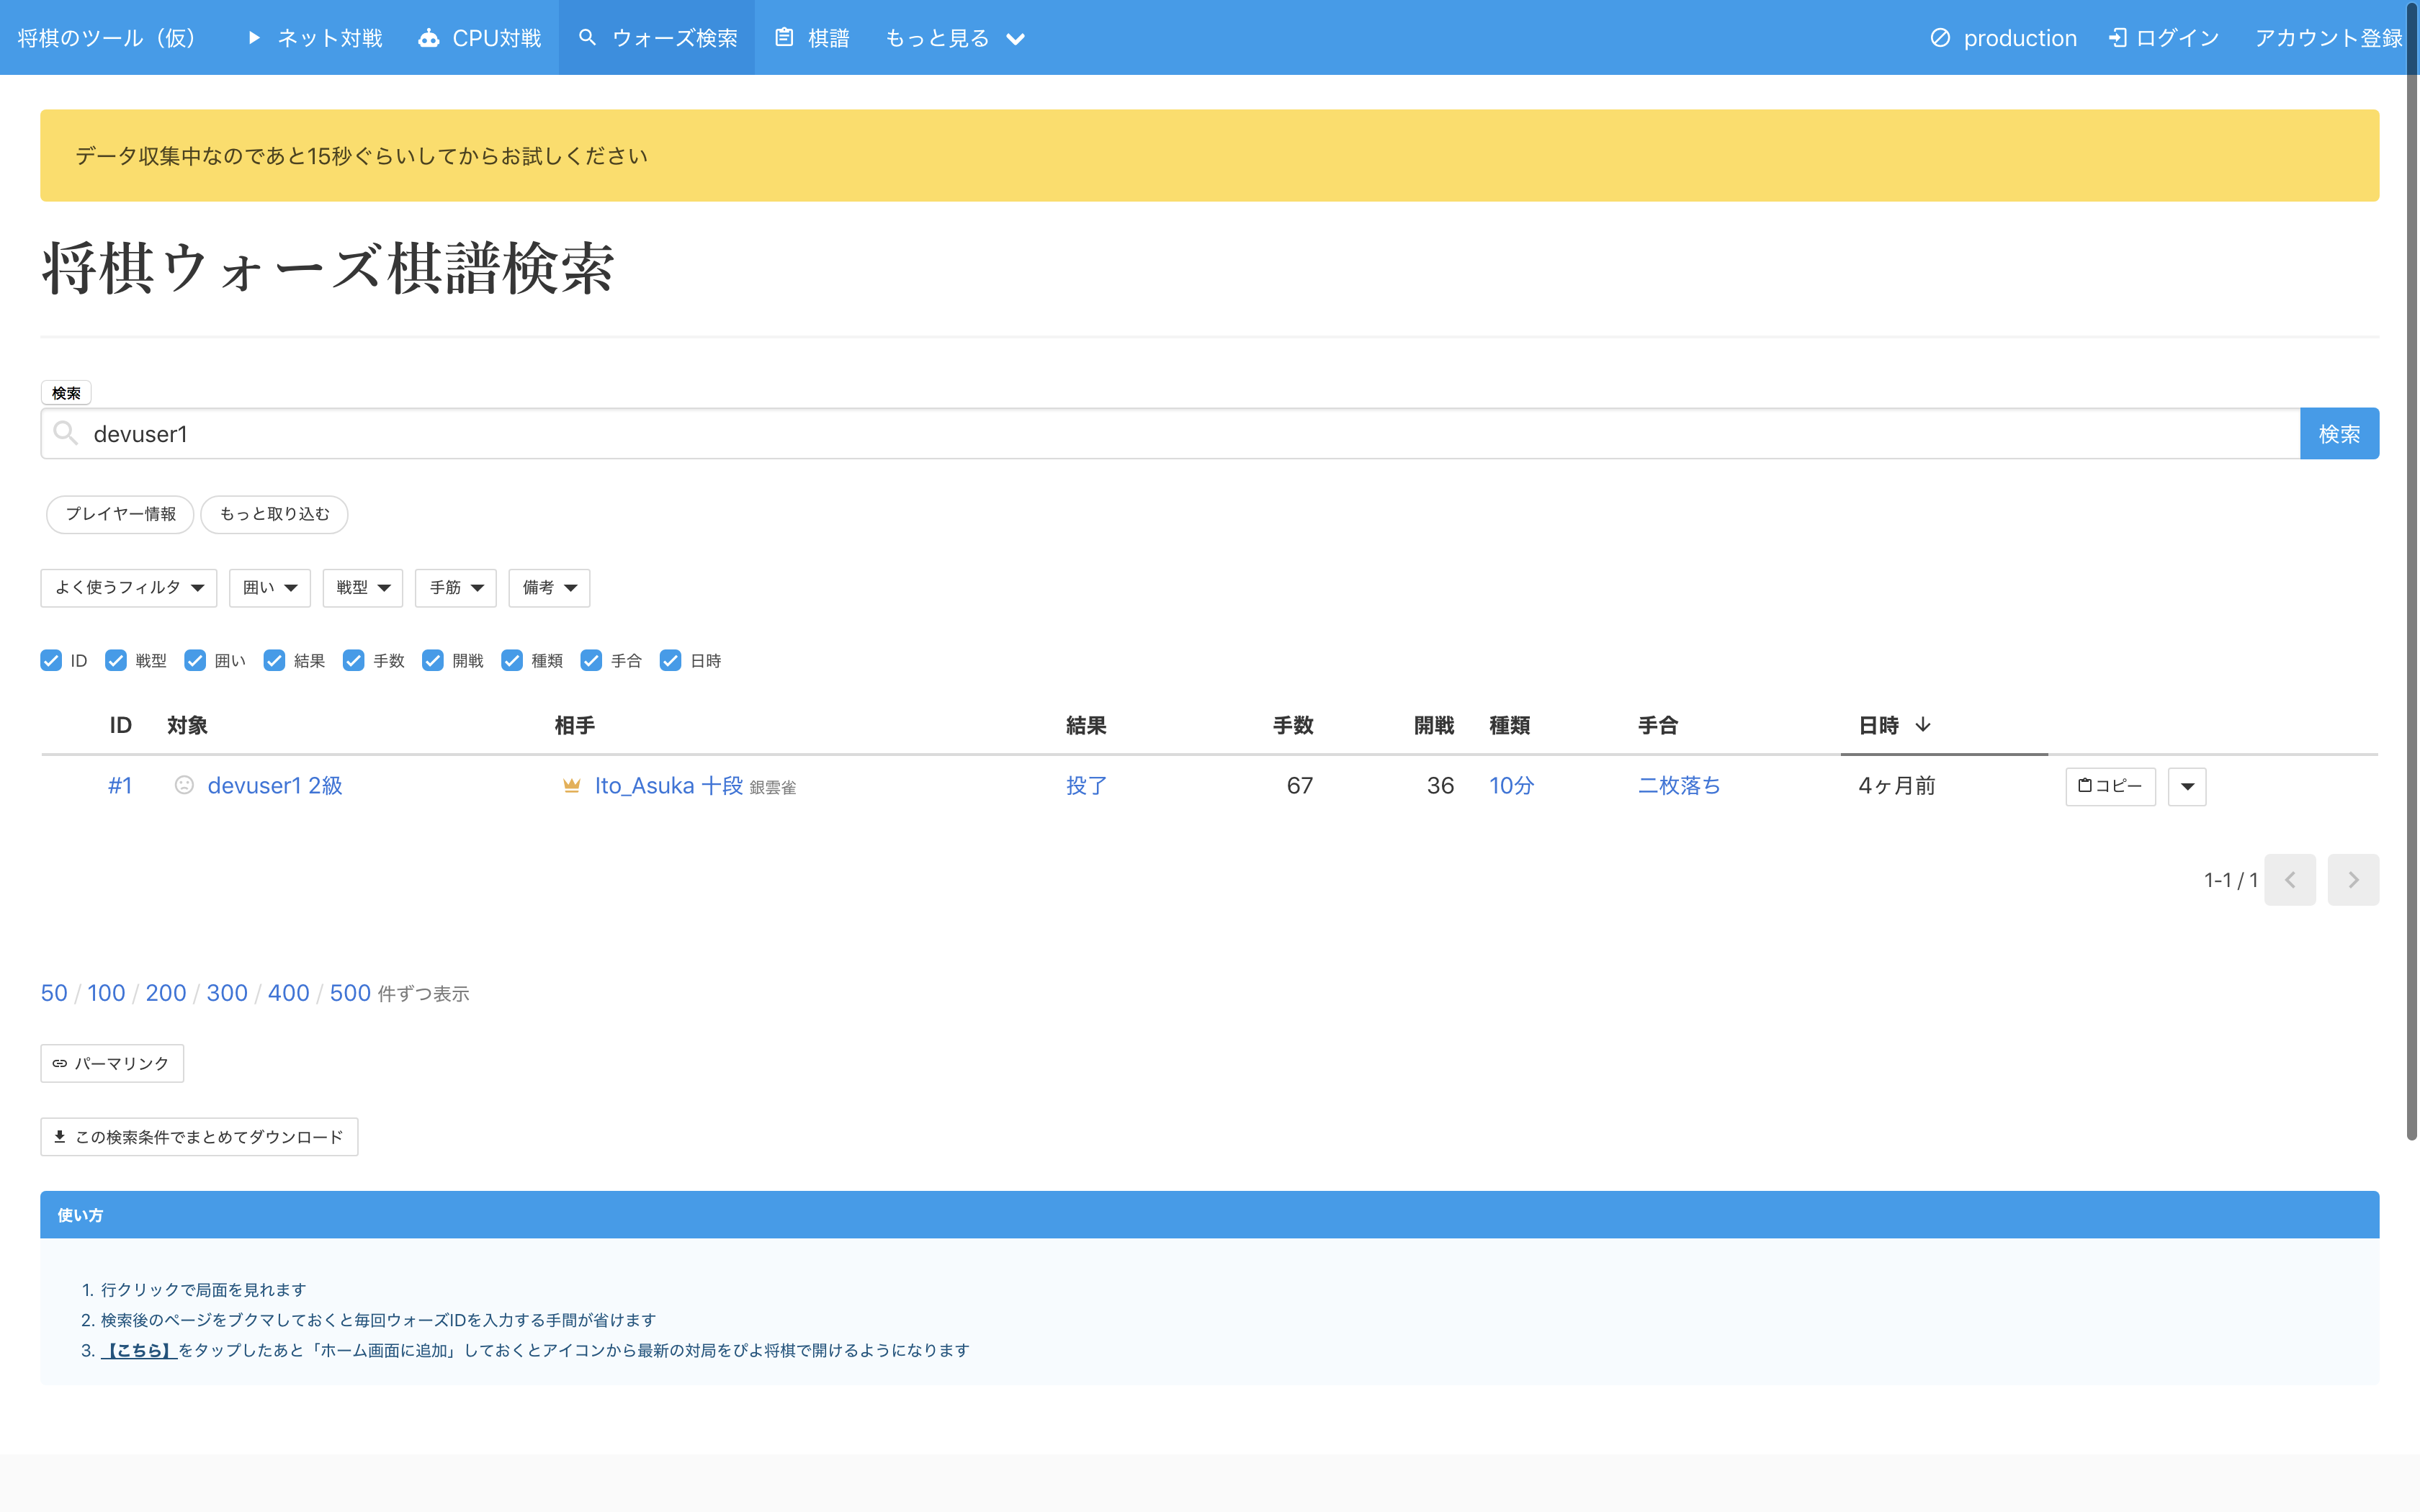 将棋のツール（仮） ネット対戦 CPU対戦 ウォーズ検索 棋譜 もっと見る production ログイン アカウント登録
データ収集中なのであと15秒ぐらいしてからお試しください
将棋ウォーズ棋譜検索
検索
devuser1 検索
プレイヤー情報 もっと取り込む
よく使うフィルタ 囲い 戦型 手筋 備考
ID 戦型 囲い 結果 手数 開戦 種類 手合 日時
ID 対象 相手 結果 手数 開戦 種類 手合 日時
#1 devuser1 2級 Ito_Asuka 十段 銀雲雀 投了 67 36 10分 二枚落ち 4ヶ月前 コピー
1-1 / 1
50 / 100 / 200 / 300 / 400 / 500 件ずつ表示
パーマリンク
この検索条件でまとめてダウンロード
使い方
1. 行クリックで局面を見れます
2. 検索後のページをブクマしておくと毎回ウォーズIDを入力する手間が省けます
3. 【こちら】をタップしたあと「ホーム画面に追加」しておくとアイコンから最新の対局をぴよ将棋で開けるようになります